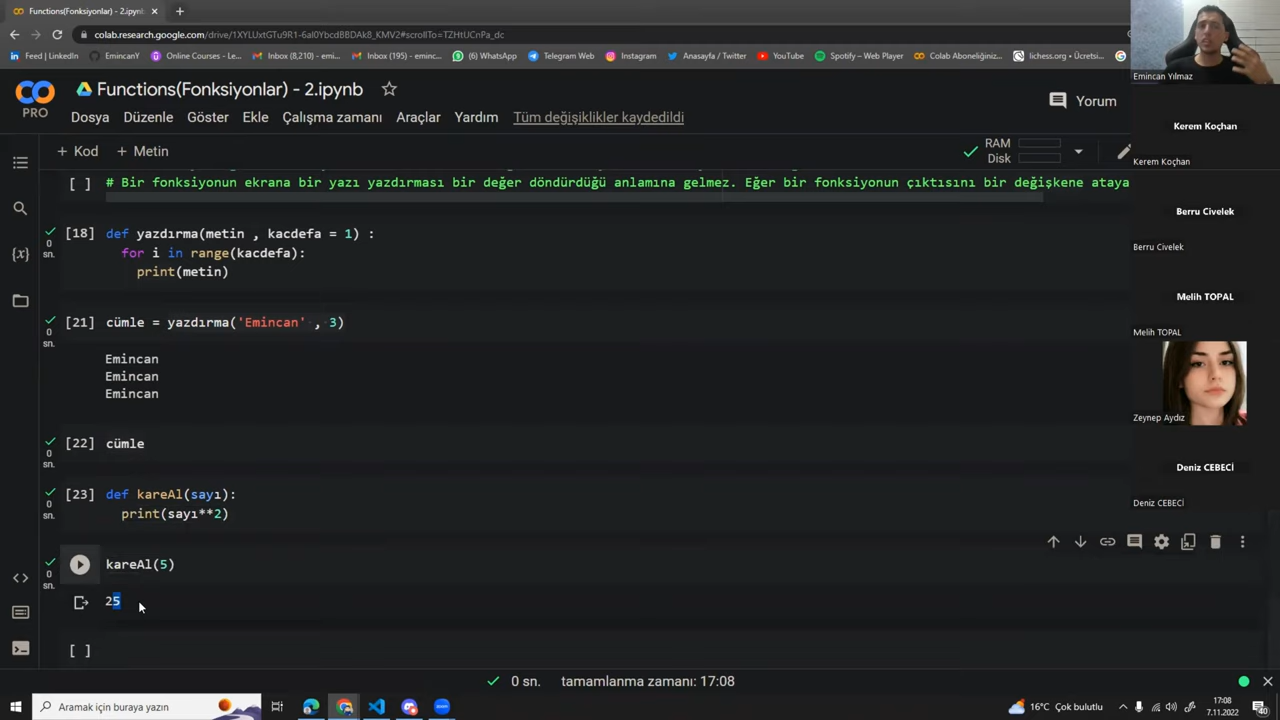 Functions(Fonksiyonlar) - 2.ipynb
colab.research.google.com/drive/1XYLUxtGTu9R1-6al0YbcdBBDAk8_KMV2#scrollTo=TZHtUCnPa_dc
Feed | LinkedIn
EmincanY
Online Courses - Le...
Inbox (8,210) - emi...
Inbox (195) - eminc...
(6) WhatsApp
Telegram Web
Instagram
Anasayfa / Twitter
YouTube
Spotify – Web Player
Colab Aboneliğiniz...
lichess.org • Ücretsi...
PRO
Functions(Fonksiyonlar) - 2.ipynb
Yorum
Dosya Düzenle Göster Ekle Çalışma zamanı Araçlar Yardım Tüm değişiklikler kaydedildi
+ Kod + Metin
RAM
Disk
[ ] # Bir fonksiyonun ekrana bir yazı yazdırması bir değer döndürdüğü anlamına gelmez. Eğer bir fonksiyonun çıktısını bir değişkene ataya
[18] def yazdırma(metin , kacdefa = 1) :
for i in range(kacdefa):
print(metin)
0
sn.
[21] cümle = yazdırma('Emincan' , 3)
0
sn.
Emincan
Emincan
Emincan
[22] cümle
0
sn.
[23] def kareAl(sayı):
print(sayı**2)
0
sn.
kareAl(5)
0
sn.
25
[ ]
0 sn. tamamlanma zamanı: 17:08
Emincan Yılmaz
Kerem Koçhan
Kerem Koçhan
Berru Civelek
Berru Civelek
Melih TOPAL
Melih TOPAL
Zeynep Aydız
Deniz CEBECİ
Deniz CEBECİ
Aramak için buraya yazın
16°C Çok bulutlu
17:08
7.11.2022
40